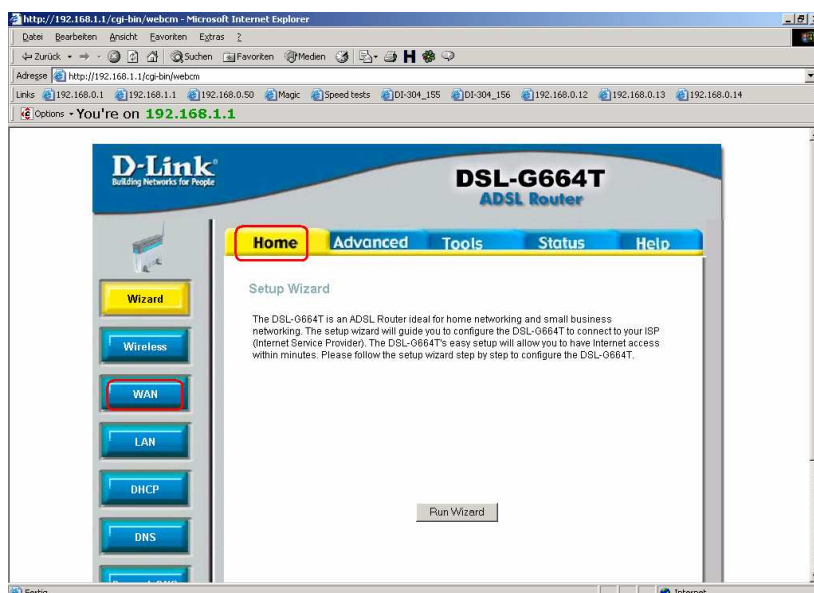 http://192.168.1.1/cgi-bin/webcm - Microsoft Internet Explorer
Datei Bearbeiten Ansicht Favoriten Extras ?
Zurück Suchen Favoriten Medien
Adresse http://192.168.1.1/cgi-bin/webcm
Links 192.168.0.1 192.168.1.1 192.168.0.50 Magic Speed tests DI-304_155 DI-304_156 192.168.0.12 192.168.0.13 192.168.0.14
Options You're on 192.168.1.1
D-Link
Building Networks for People
DSL-G664T
ADSL Router
Home Advanced Tools Status Help
Wizard
Wireless
WAN
LAN
DHCP
DNS
Setup Wizard
The DSL-G664T is an ADSL Router ideal for home networking and small business
networking. The setup wizard will guide you to configure the DSL-G664T to connect to your ISP
(Internet Service Provider). The DSL-G664T's easy setup will allow you to have Internet access
within minutes. Please follow the setup wizard step by step to configure the DSL-G664T.
Run Wizard
Fertig
Internet